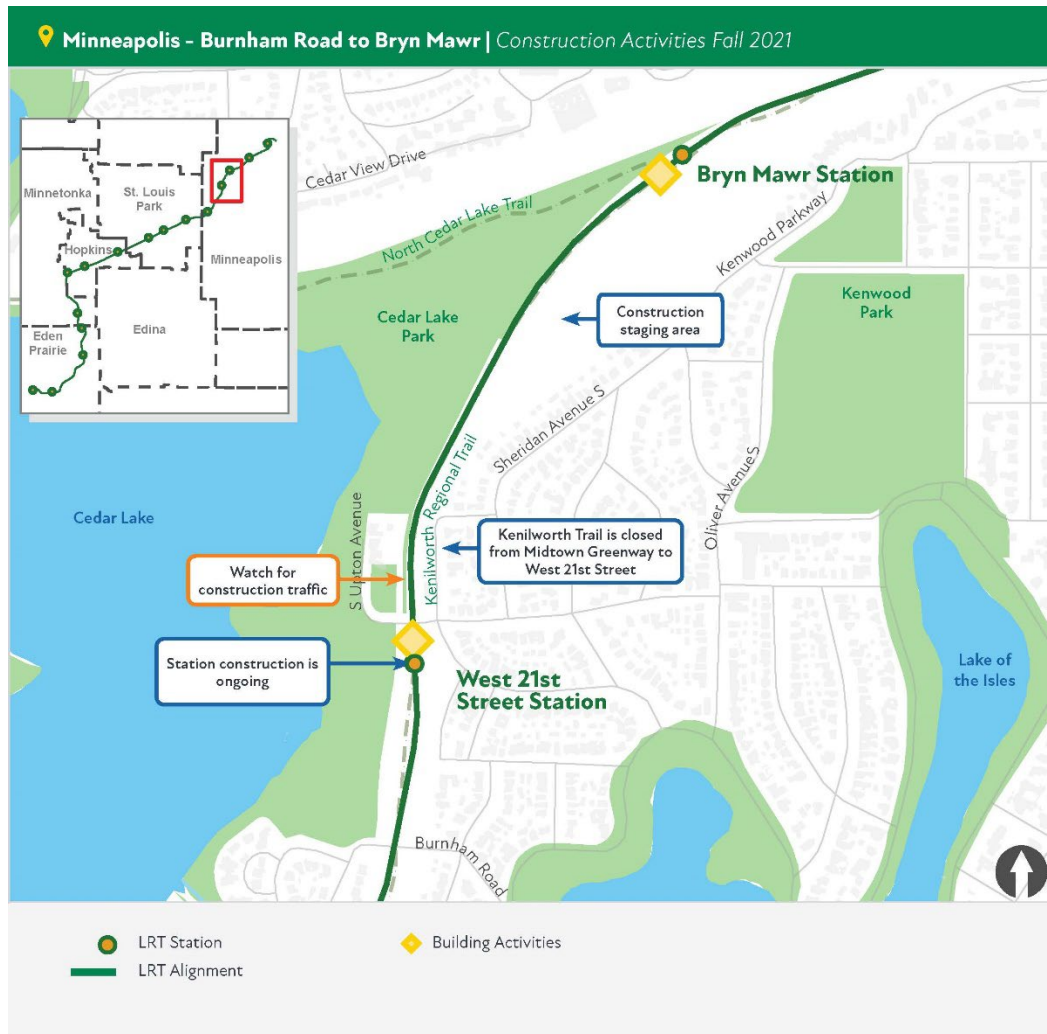 Minneapolis - Burnham Road to Bryn Mawr | Construction Activities Fall 2021
Minnetonka
St. Louis
Park
Hopkins
Minneapolis
Edina
Eden
Prairie
Cedar View Drive
North Cedar Lake Trail
Bryn Mawr Station
Kenwood Parkway
Cedar Lake
Park
Construction
staging area
Kenwood
Park
Sheridan Avenue S
Oliver Avenue S
Kenilworth Regional Trail
Cedar Lake
S Upton Avenue
Kenilworth Trail is closed
from Midtown Greenway to
West 21st Street
Watch for
construction traffic
Station construction is
ongoing
West 21st
Street Station
Lake of
the Isles
Burnham Road
LRT Station
Building Activities
LRT Alignment